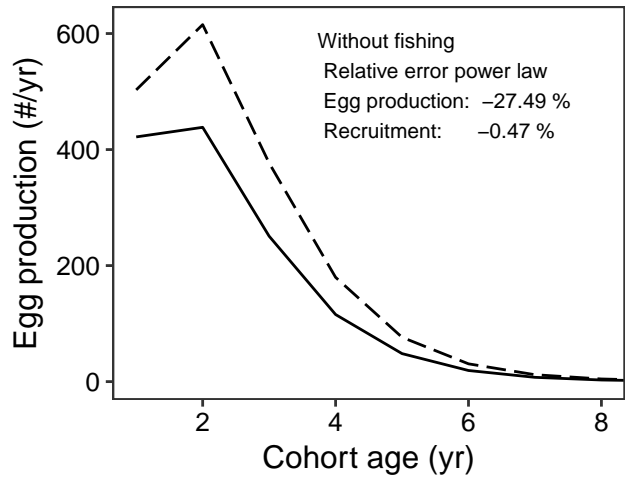 600
400
200
0
Egg production (#/yr)
Without fishing
Relative error power law
Egg production: −27.49 %
Recruitment: −0.47 %
2 4 6 8
Cohort age (yr)